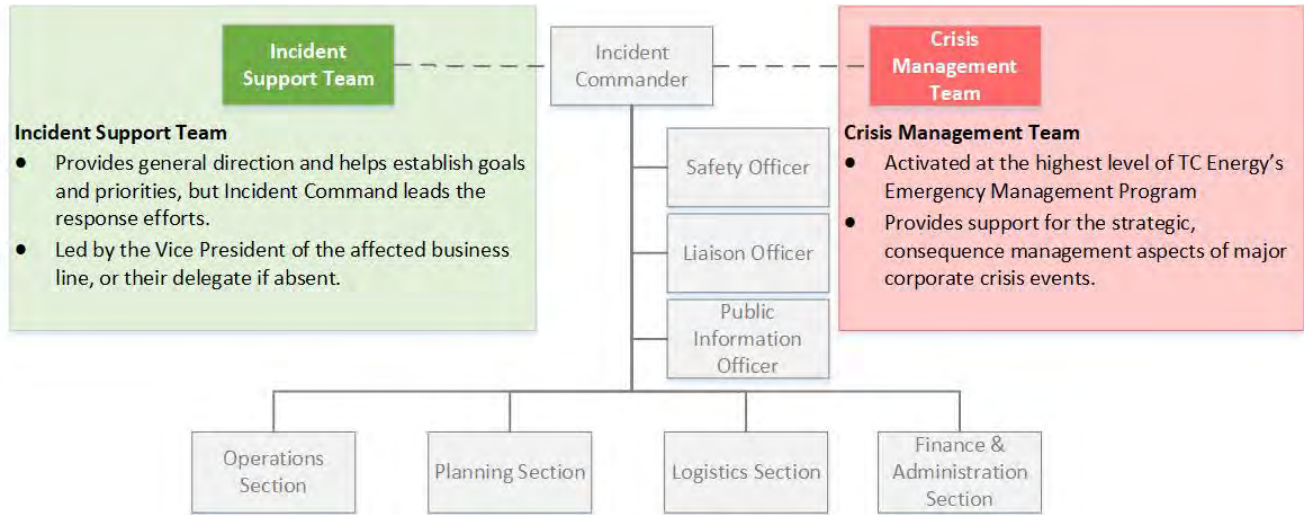 Incident
Support Team
Incident
Commander
Crisis
Management
Team
Incident Support Team
● Provides general direction and helps establish goals
and priorities, but Incident Command leads the
response efforts.
● Led by the Vice President of the affected business
line, or their delegate if absent.
Safety Officer
Liaison Officer
Public
Information
Officer
Crisis Management Team
● Activated at the highest level of TC Energy’s
Emergency Management Program
● Provides support for the strategic,
consequence management aspects of major
corporate crisis events.
Operations
Section
Planning Section
Logistics Section
Finance &
Administration
Section